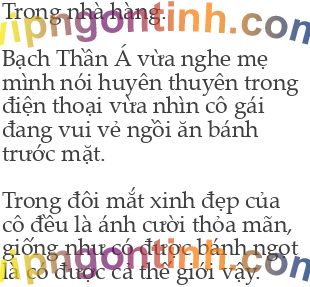 Trong nhà hàng.
vipngontinh.com
Bạch Thần Á vừa nghe mẹ
mình nói huyên thuyên trong
điện thoại vừa nhìn cô gái
đang vui vẻ ngồi ăn bánh
trước mặt.
Trong đôi mắt xinh đẹp của
cô đều là ánh cười thỏa mãn,
giống như có được bánh ngọt
là có được cả thế giới vậy.
vipngontinh.com